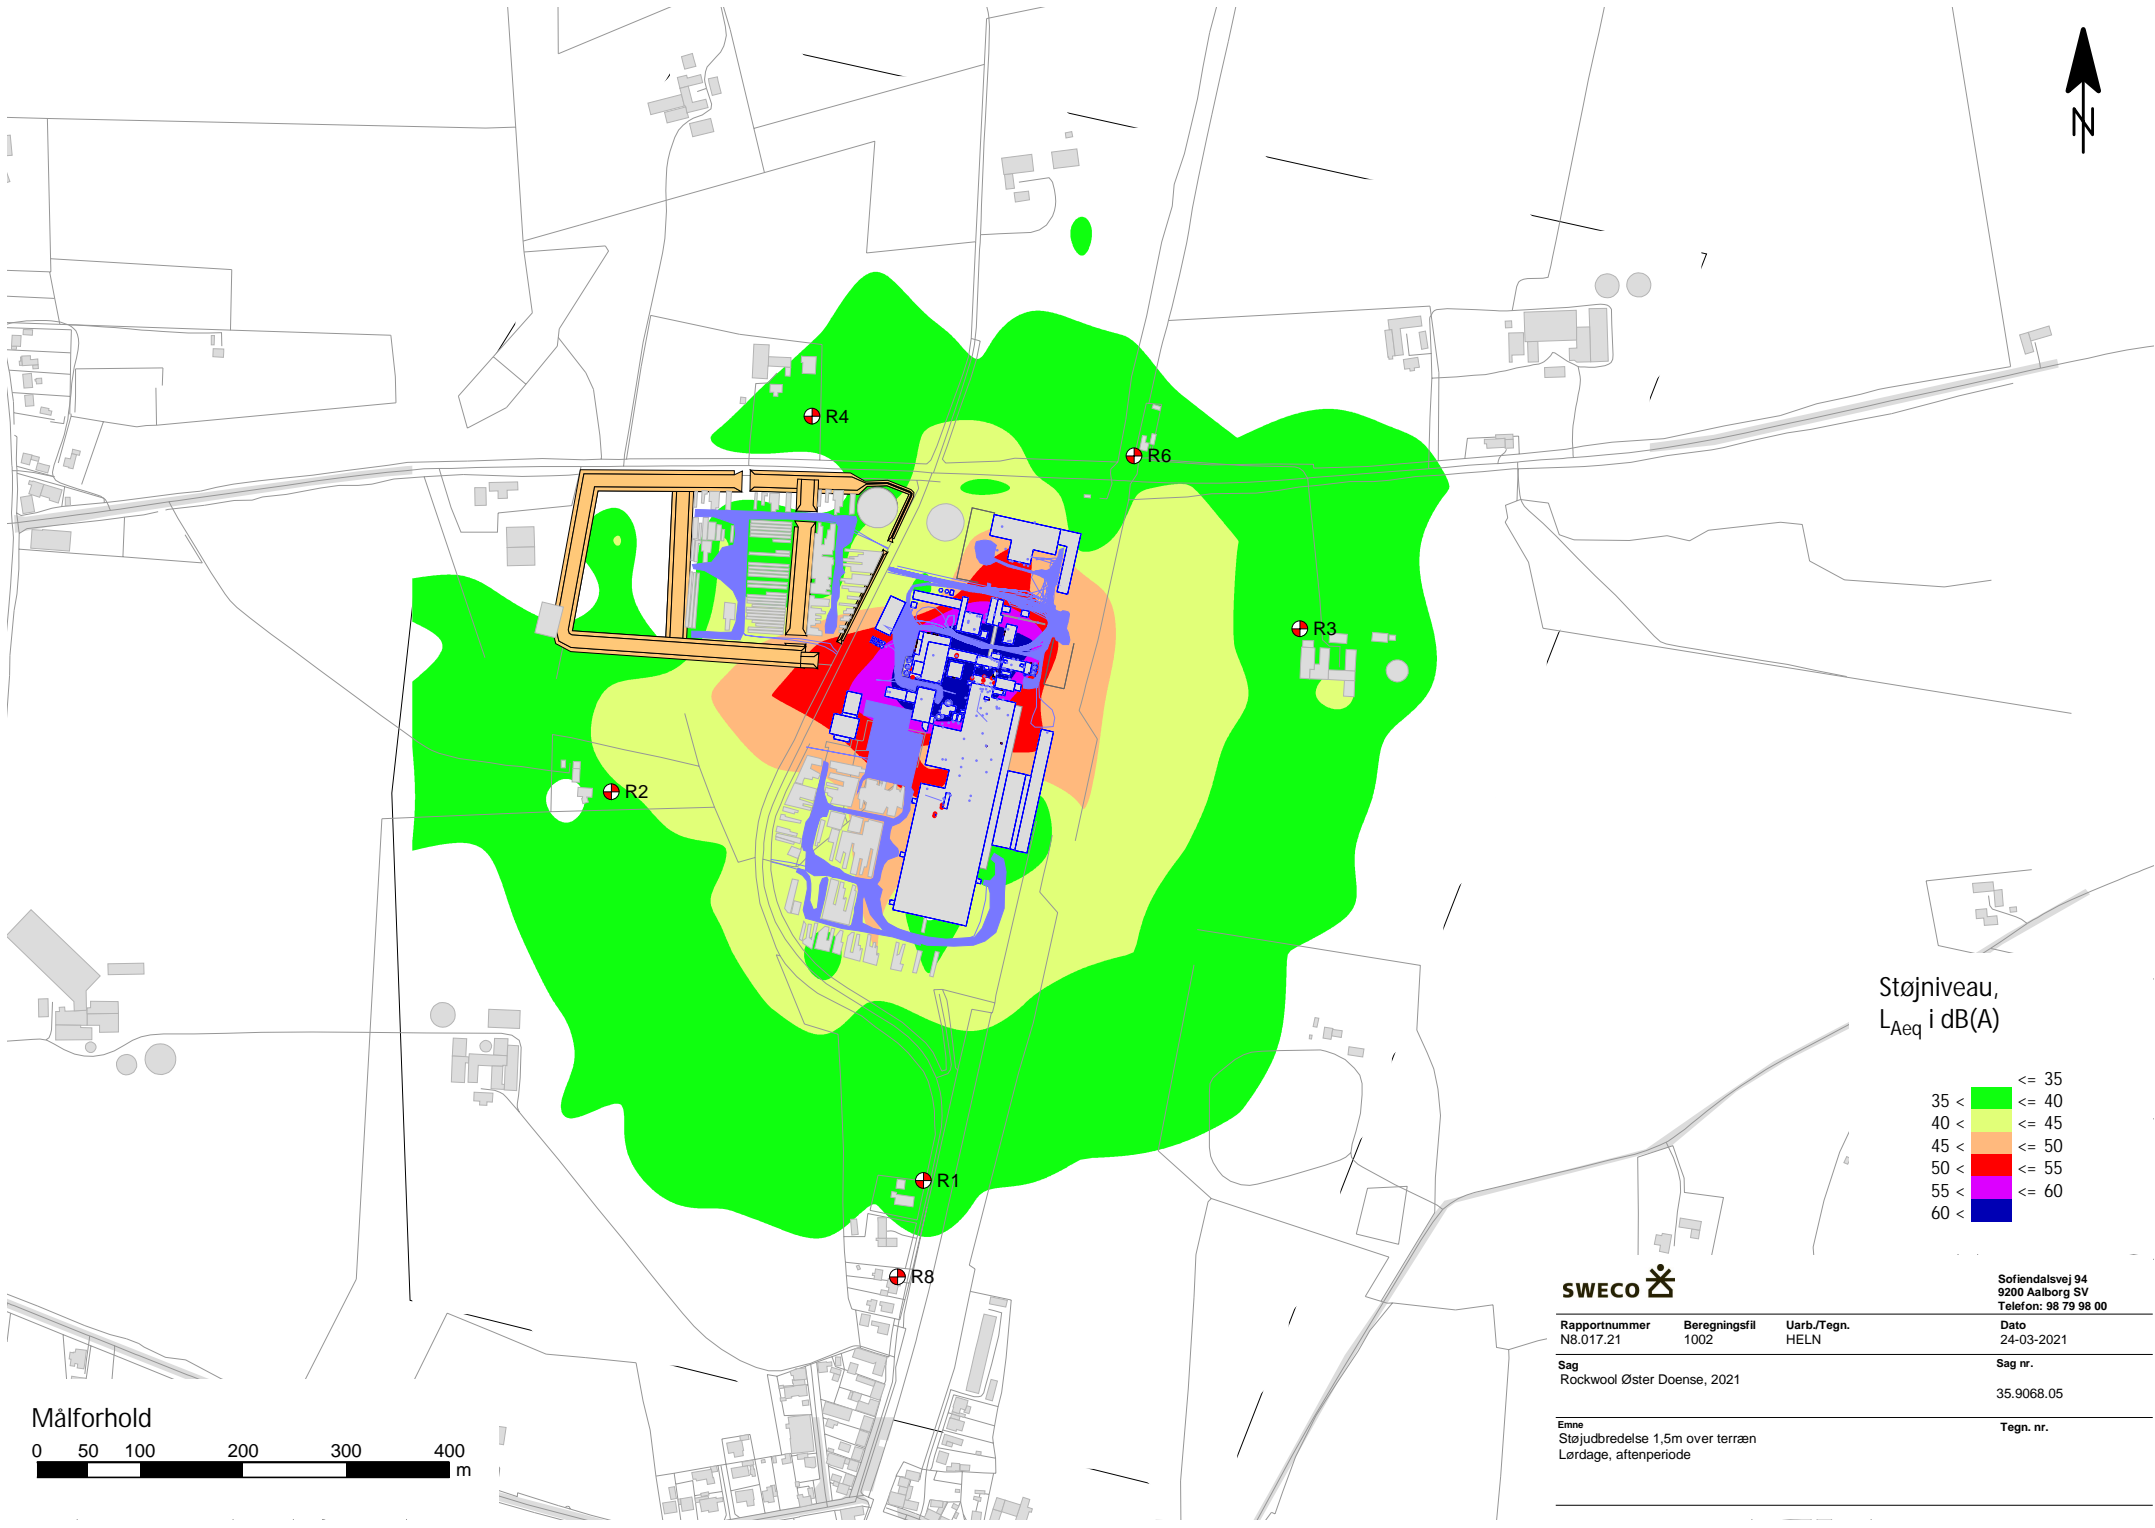 N
R4
R6
R3
R2
R1
R8
Støjniveau,
LAeq i dB(A)
<= 35
35 < <= 40
40 < <= 45
45 < <= 50
50 < <= 55
55 < <= 60
60 <
Målforhold
0 50 100 200 300 400
m
SWECO
Sofiendalsvej 94
9200 Aalborg SV
Telefon: 98 79 98 00
Rapportnummer Beregningsfil Uarb./Tegn. Dato
N8.017.21 1002 HELN 24-03-2021
Sag Sag nr.
Rockwool Øster Doense, 2021
35.9068.05
Emne Tegn. nr.
Støjudbredelse 1,5m over terræn
Lørdage, aftenperiode